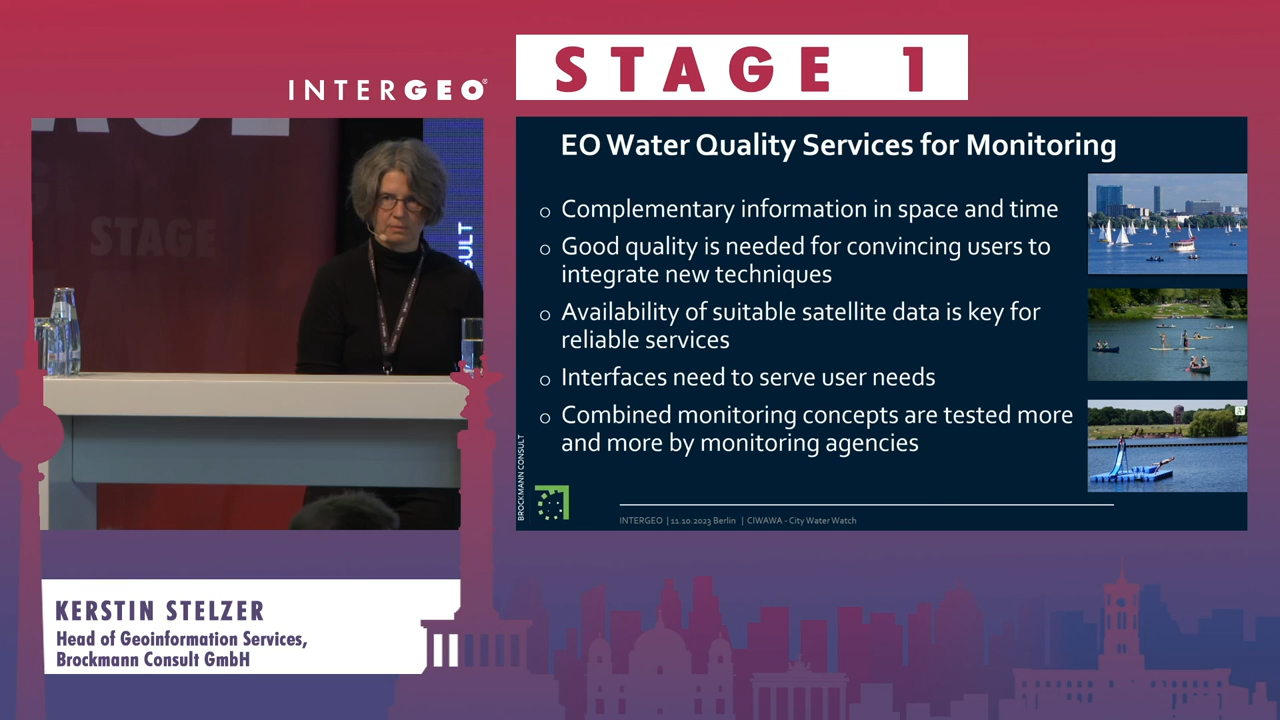 STAGE 1
INTERGEO®
STAGE
SULT
EO Water Quality Services for Monitoring
o Complementary information in space and time
o Good quality is needed for convincing users to
integrate new techniques
o Availability of suitable satellite data is key for
reliable services
o Interfaces need to serve user needs
o Combined monitoring concepts are tested more
and more by monitoring agencies
BROCKMANN CONSULT
INTERGEO | 11.10.2023 Berlin | CIWAWA - City Water Watch
KERSTIN STELZER
Head of Geoinformation Services,
Brockmann Consult GmbH